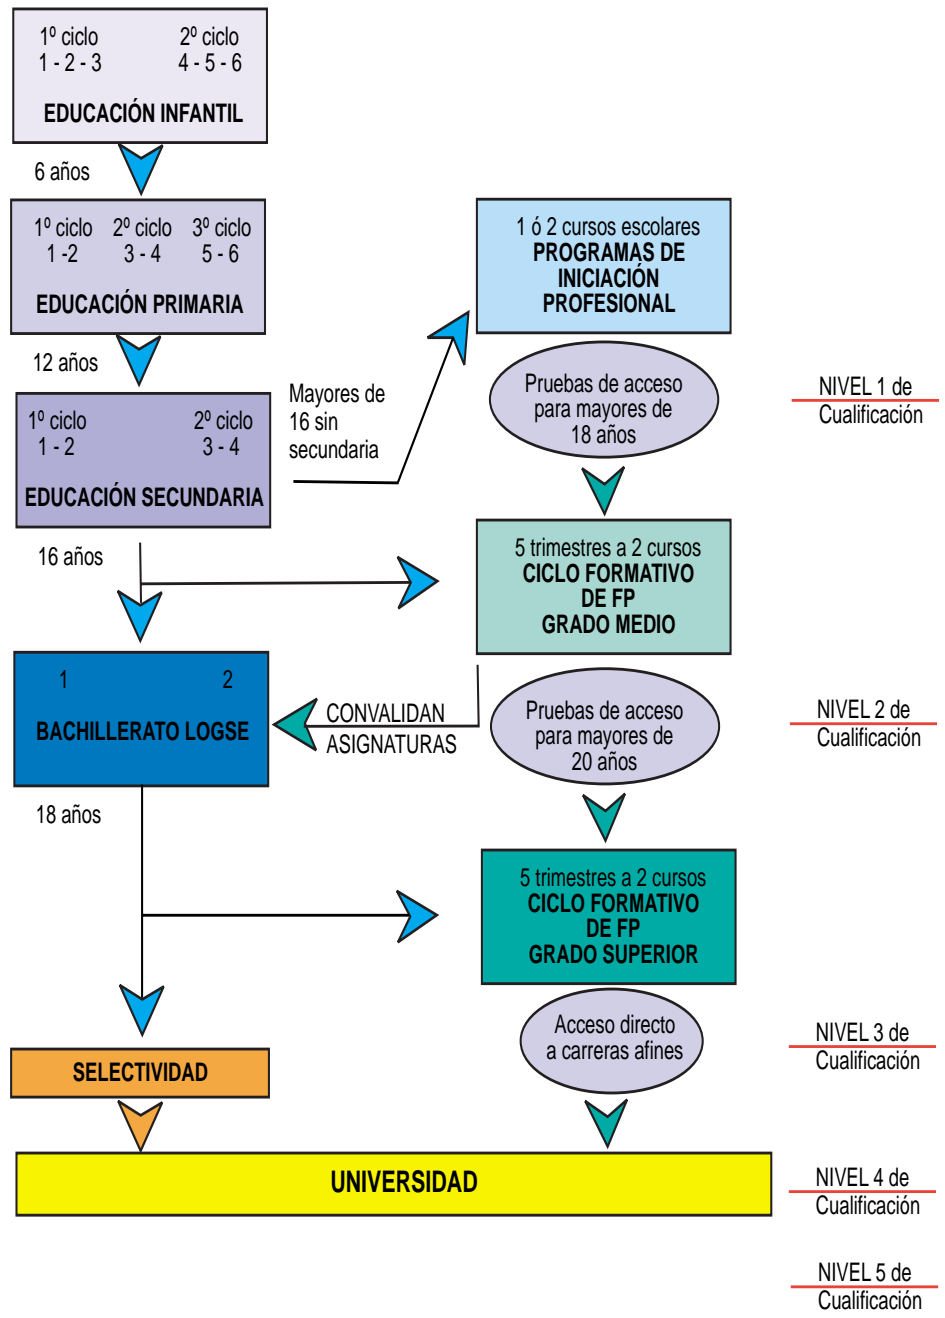 1º ciclo 2º ciclo
1 - 2 - 3 4 - 5 - 6
EDUCACIÓN INFANTIL
6 años
1º ciclo 2º ciclo 3º ciclo
1 -2 3 - 4 5 - 6
EDUCACIÓN PRIMARIA
12 años
1º ciclo 2º ciclo
1 - 2 3 - 4
EDUCACIÓN SECUNDARIA
Mayores de
16 sin
secundaria
1 ó 2 cursos escolares
PROGRAMAS DE
INICIACIÓN
PROFESIONAL
Pruebas de acceso
para mayores de
18 años
NIVEL 1 de
Cualificación
16 años
5 trimestres a 2 cursos
CICLO FORMATIVO
DE FP
GRADO MEDIO
1 2
BACHILLERATO LOGSE
CONVALIDAN
ASIGNATURAS
Pruebas de acceso
para mayores de
20 años
NIVEL 2 de
Cualificación
18 años
5 trimestres a 2 cursos
CICLO FORMATIVO
DE FP
GRADO SUPERIOR
Acceso directo
a carreras afines
NIVEL 3 de
Cualificación
SELECTIVIDAD
UNIVERSIDAD
NIVEL 4 de
Cualificación
NIVEL 5 de
Cualificación